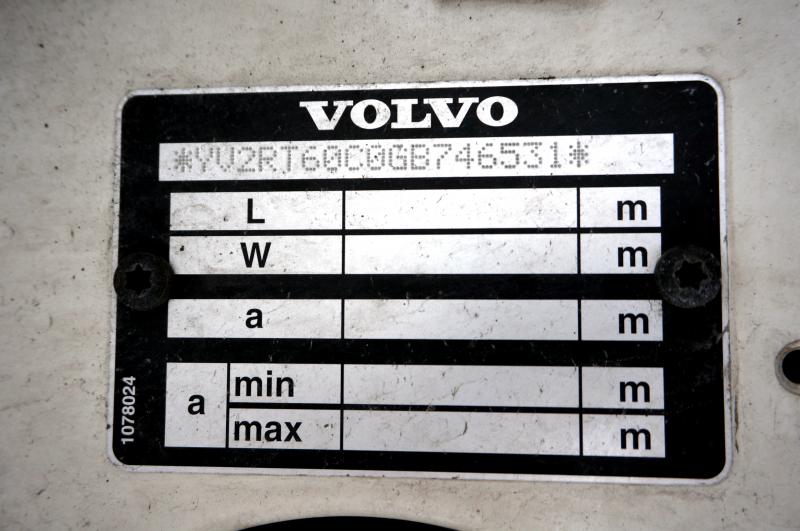 VOLVO
*YV2RT60C0GB746531*
L m
W m
a m
a min m
max m
1078024